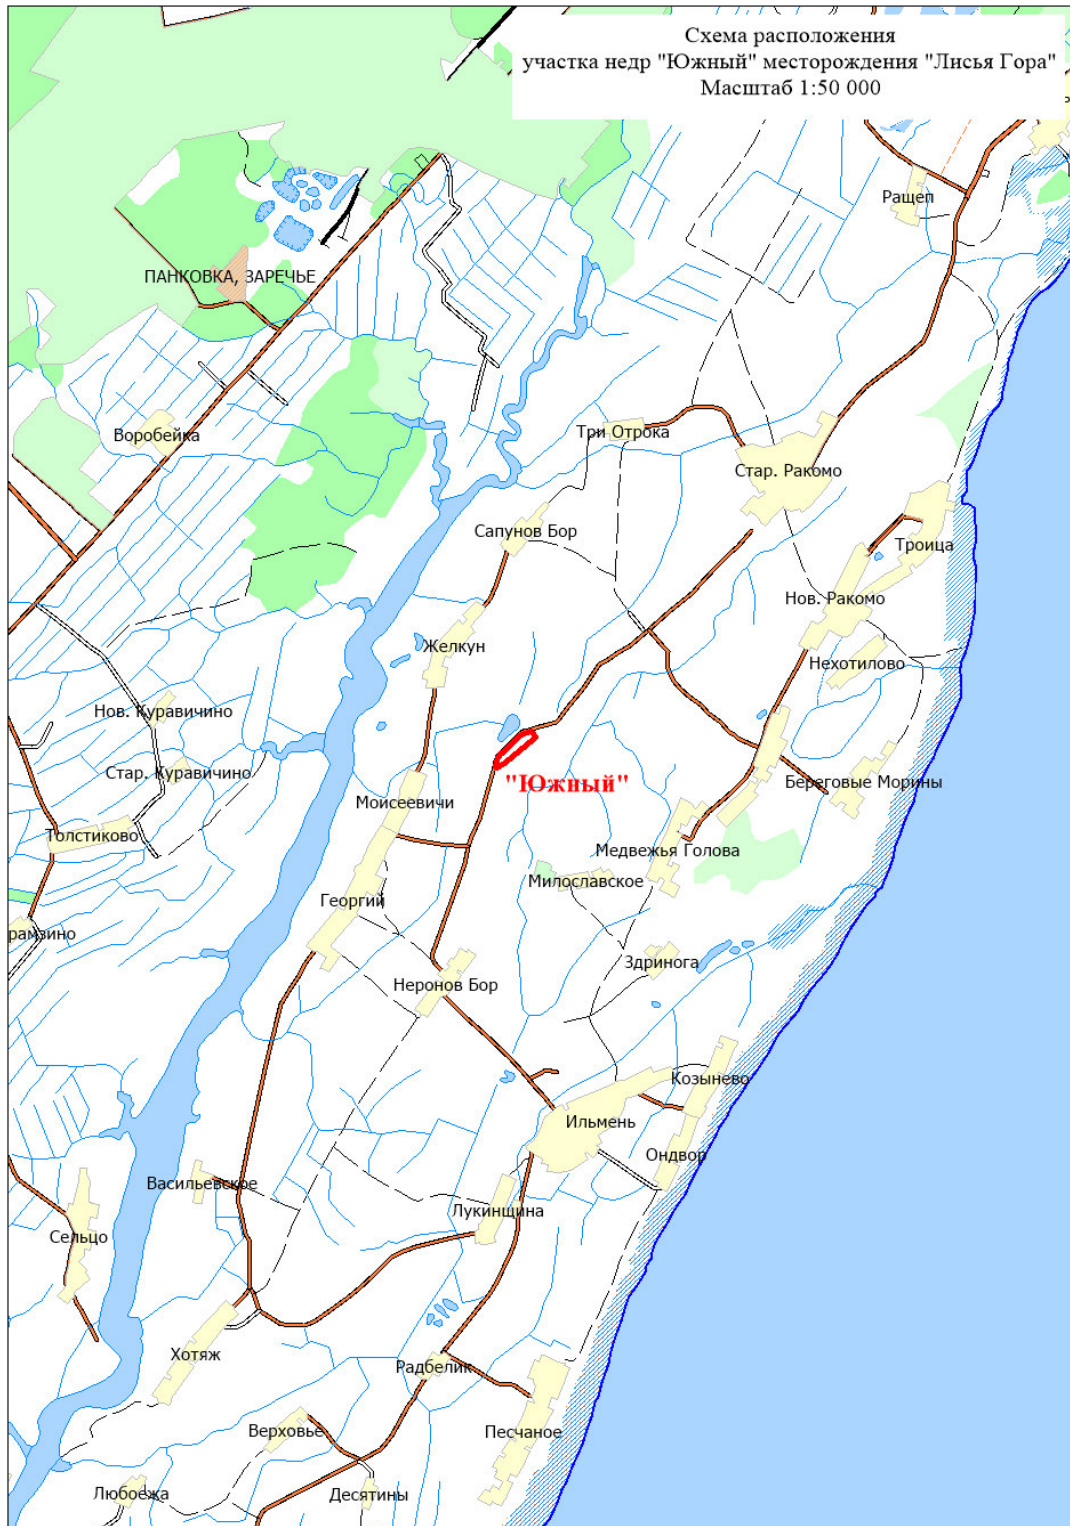 Схема расположения
участка недр "Южный" месторождения "Лисья Гора"
Масштаб 1:50 000
Ращеп
ПАНКОВКА, ЗАРЕЧЬЕ
Воробейка
Три Отрока
Стар. Ракомо
Сапунов Бор
Троица
Нов. Ракомо
Желкун
Нехотилово
Нов. Куравичино
Стар. Куравичино
"Южный"
Береговые Морины
Моисеевичи
Толстиково
Медвежья Голова
Милославское
Георгий
рамзино
Здринога
Неронов Бор
Козынево
Ильмень
Ондвор
Васильевское
Лукинщина
Сельцо
Хотяж
Радбелик
Верховье
Песчаное
Любоежа
Десятины